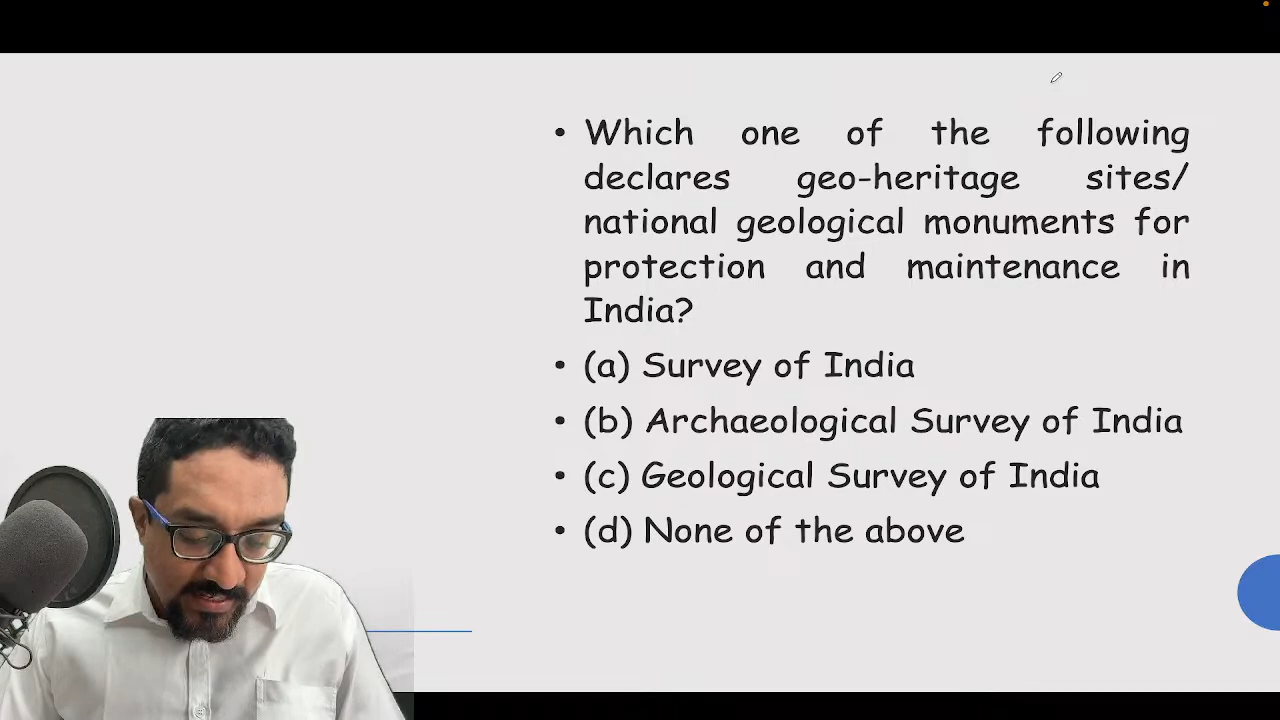 • Which one of the following
declares geo-heritage sites/
national geological monuments for
protection and maintenance in
India?
• (a) Survey of India
• (b) Archaeological Survey of India
• (c) Geological Survey of India
• (d) None of the above